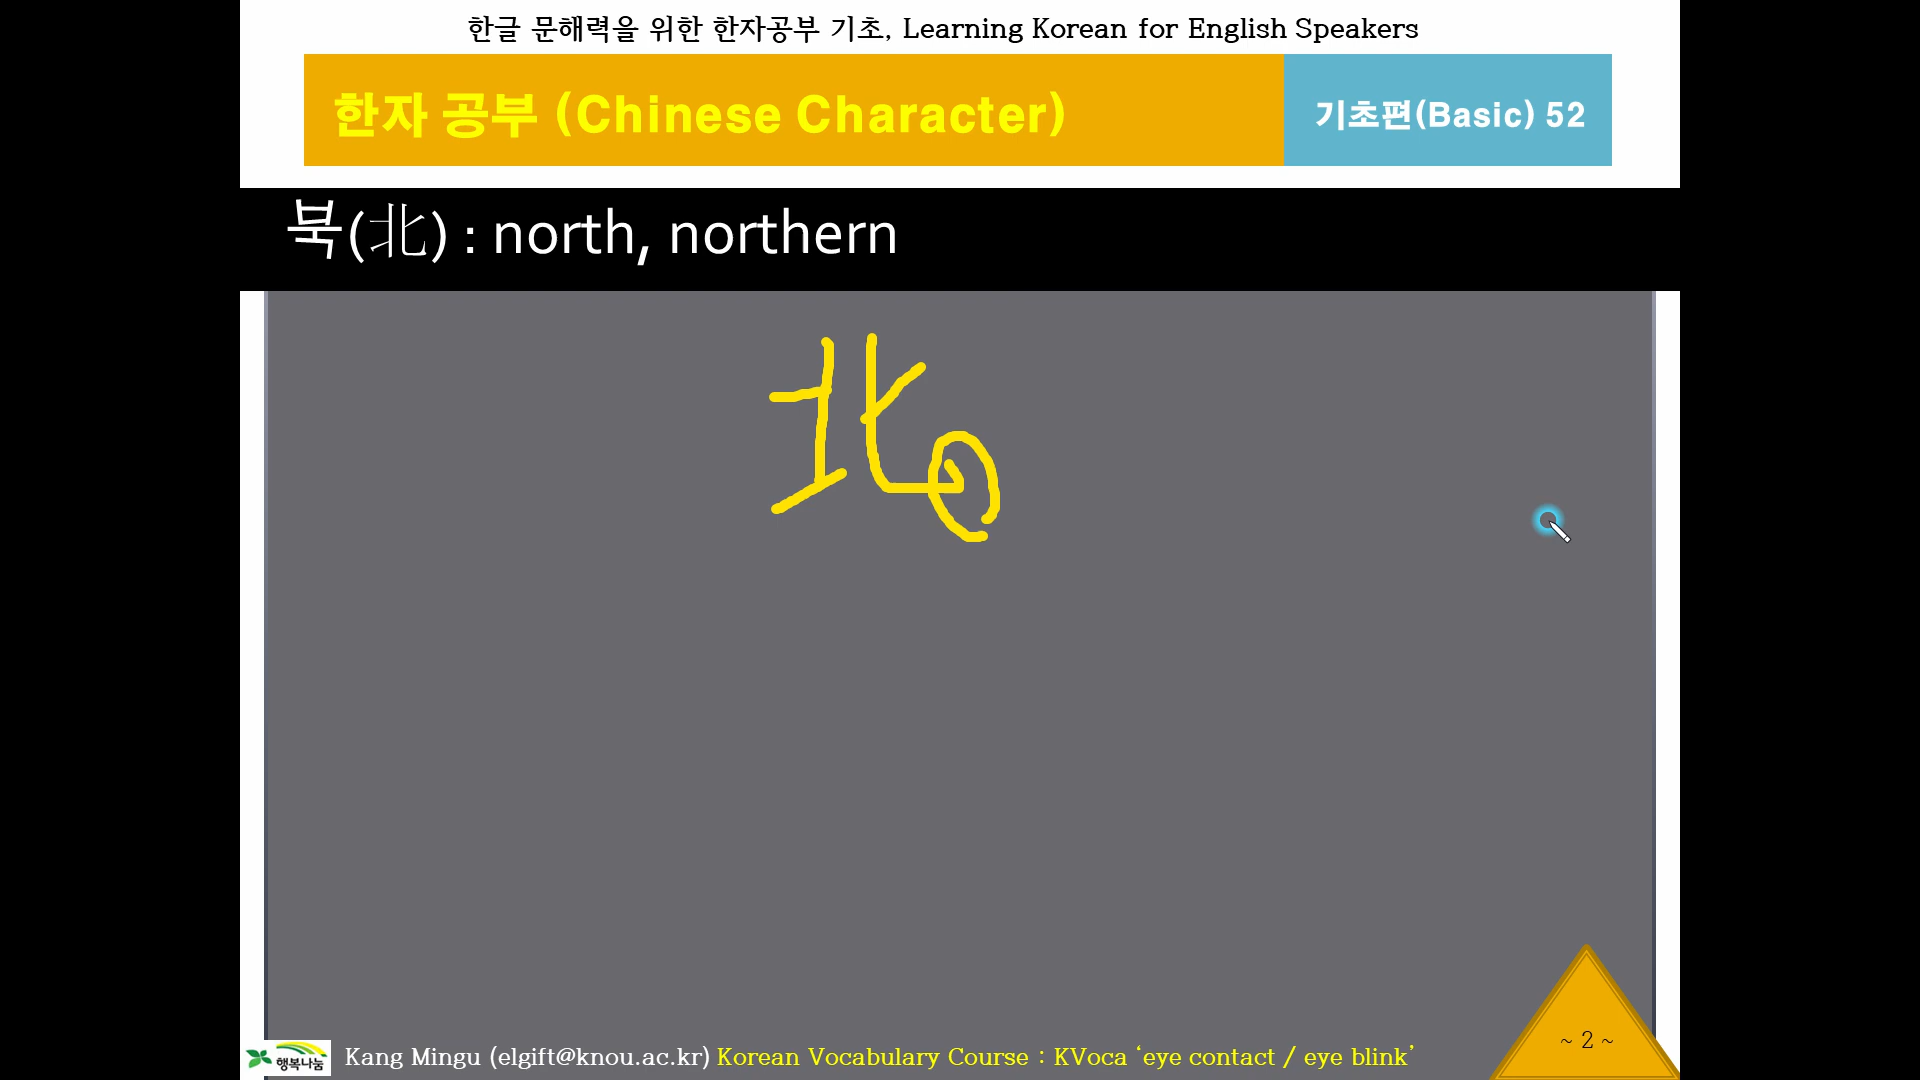 한글 문해력을 위한 한자공부 기초, Learning Korean for English Speakers
한자 공부 (Chinese Character)
기초편(Basic) 52
북(北) : north, northern
北
~ 2 ~
행복나눔
Kang Mingu (elgift@knou.ac.kr) Korean Vocabulary Course : KVoca ‘eye contact / eye blink’